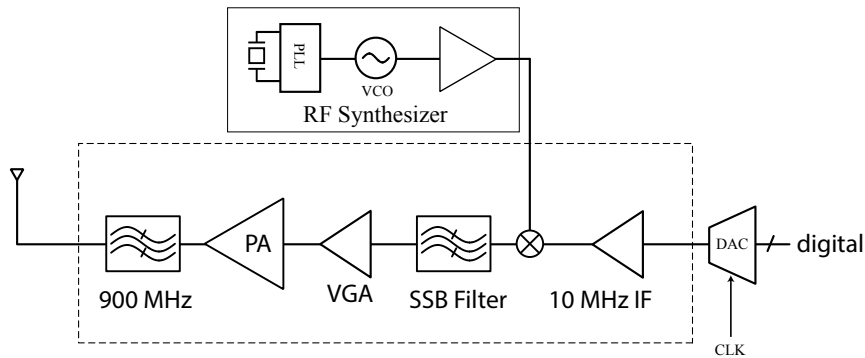 PLL
VCO
RF Synthesizer
PA
DAC
digital
900 MHz
VGA
SSB Filter
10 MHz IF
CLK